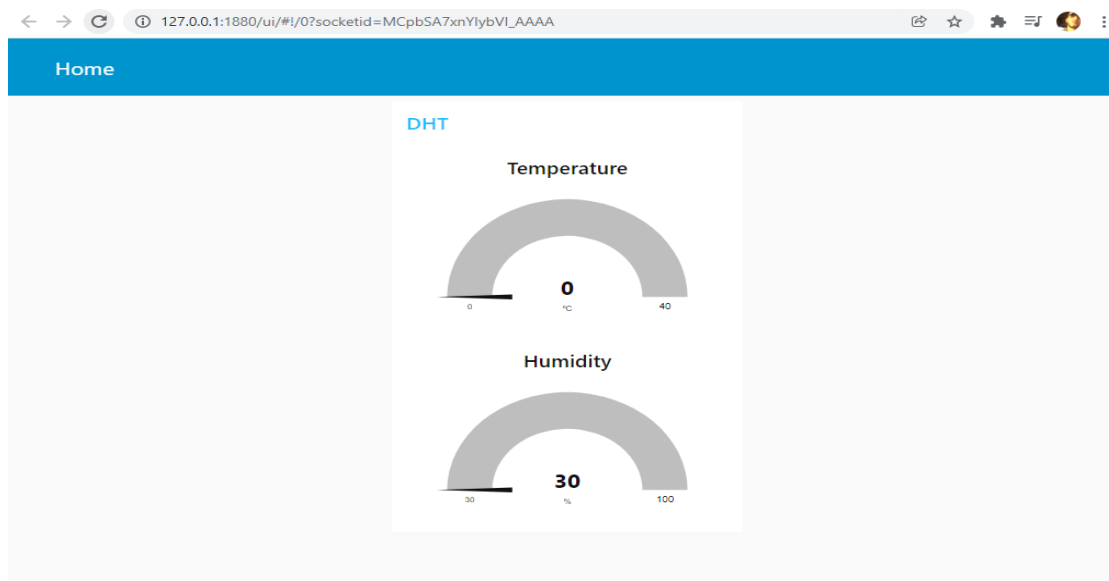 127.0.0.1:1880/ui/#!/0?socketid=MCpbSA7xnYlybVI_AAAA
Home
DHT
Temperature
0
0
°C
40
Humidity
30
30
%
100